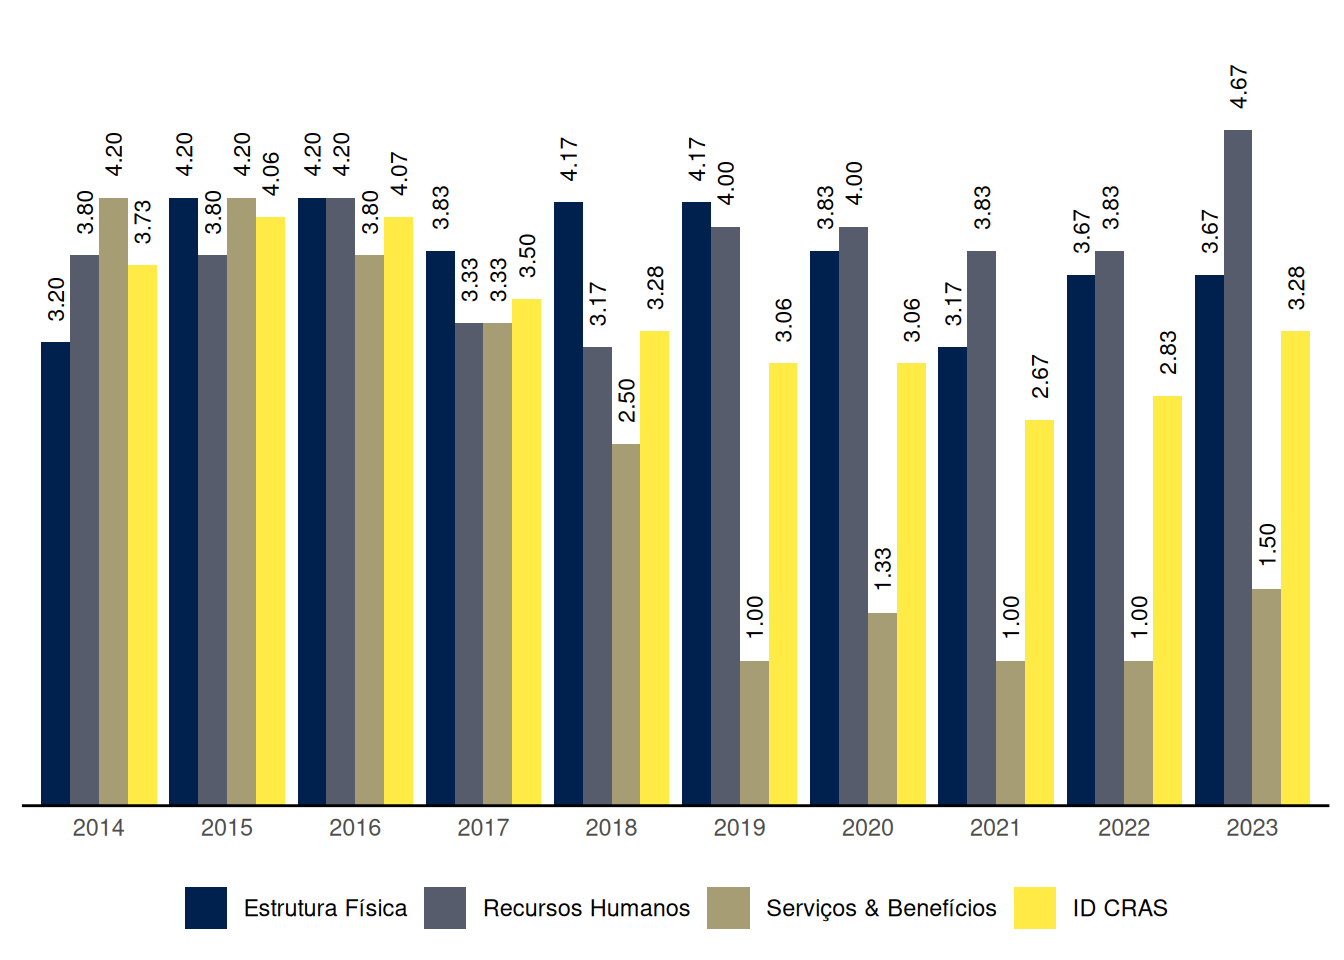 3.20 3.80 4.20 3.73
4.20 3.80 4.20 4.06
4.20 4.20 3.80 4.07
3.83 3.33 3.33 3.50
4.17 3.17 2.50 3.28
4.17 4.00 1.00 3.06
3.83 4.00 1.33 3.06
3.17 3.83 1.00 2.67
3.67 3.83 1.00 2.83
3.67 4.67 1.50 3.28
2014 2015 2016 2017 2018 2019 2020 2021 2022 2023
Estrutura Física Recursos Humanos Serviços & Benefícios ID CRAS